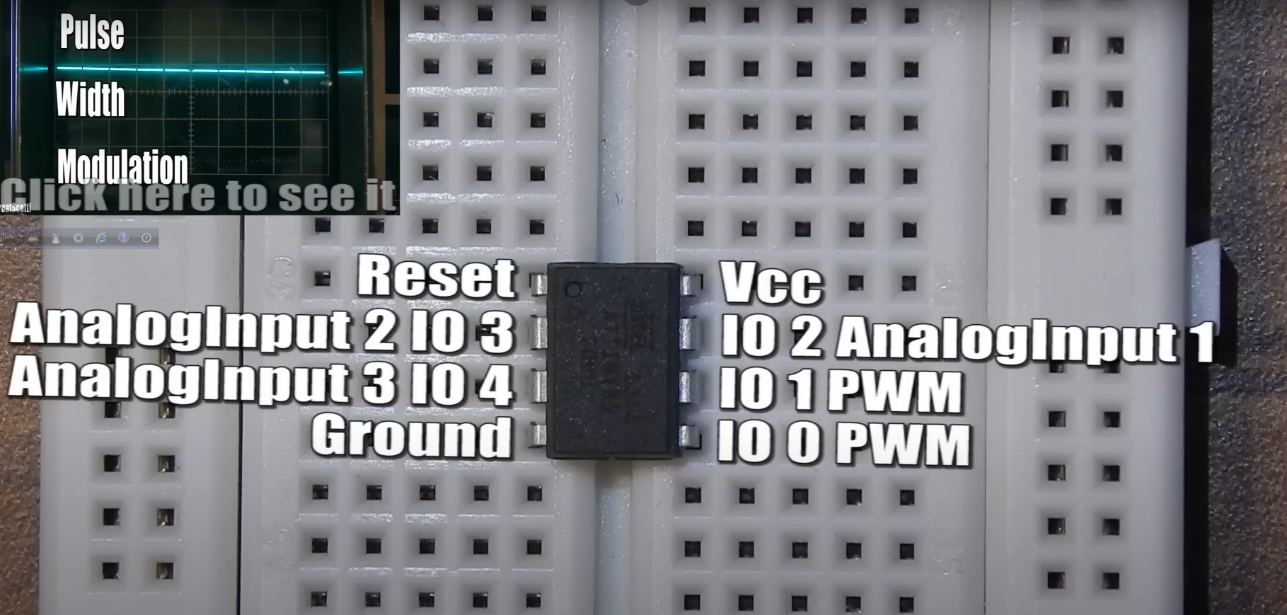 Pulse
Width
Modulation
Click here to see it
Reset
AnalogInput 2 IO 3
AnalogInput 3 IO 4
Ground
Vcc
IO 2 AnalogInput 1
IO 1 PWM
IO 0 PWM